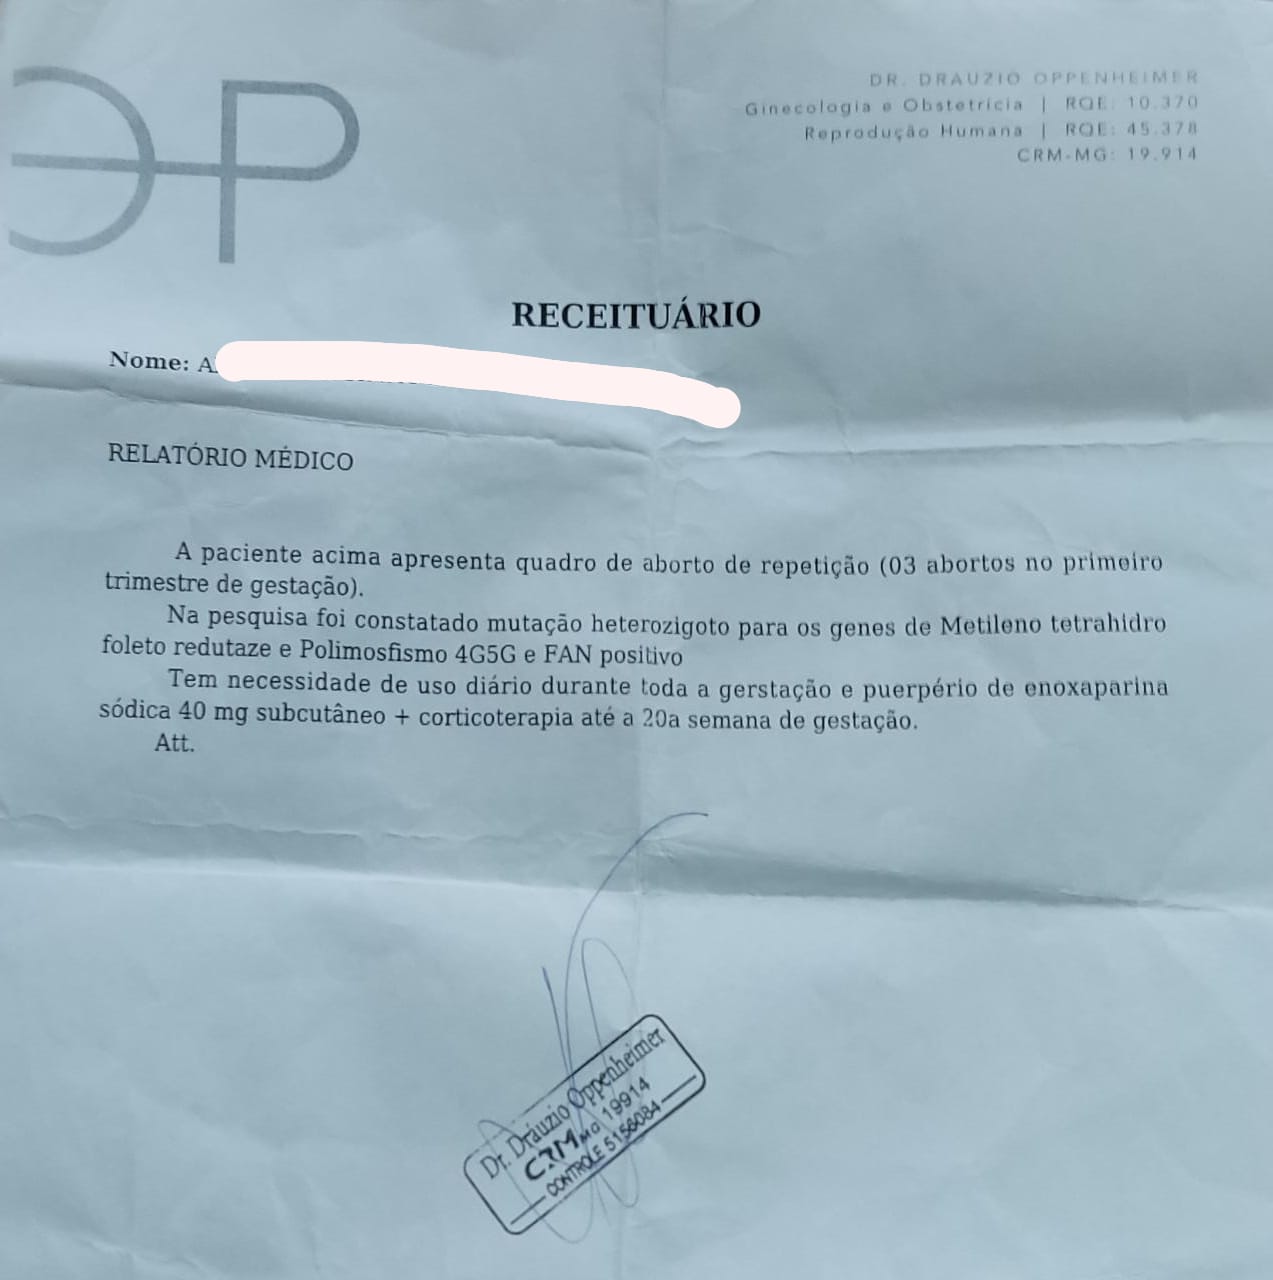 DR. DRAUZIO OPPENHEIMER
Ginecologia e Obstetrícia | RQE: 10.370
Reprodução Humana | RQE: 45.378
CRM-MG: 19.914
RECEITUÁRIO
Nome: A
RELATÓRIO MÉDICO
A paciente acima apresenta quadro de aborto de repetição (03 abortos no primeiro
trimestre de gestação).
Na pesquisa foi constatado mutação heterozigoto para os genes de Metileno tetrahidro
foleto redutaze e Polimosfismo 4G5G e FAN positivo
Tem necessidade de uso diário durante toda a gerstação e puerpério de enoxaparina
sódica 40 mg subcutâneo + corticoterapia até a 20a semana de gestação.
Att.
Dr. Dráuzio Oppenheimer
CRM MG 19914
CONTROLE 5156084